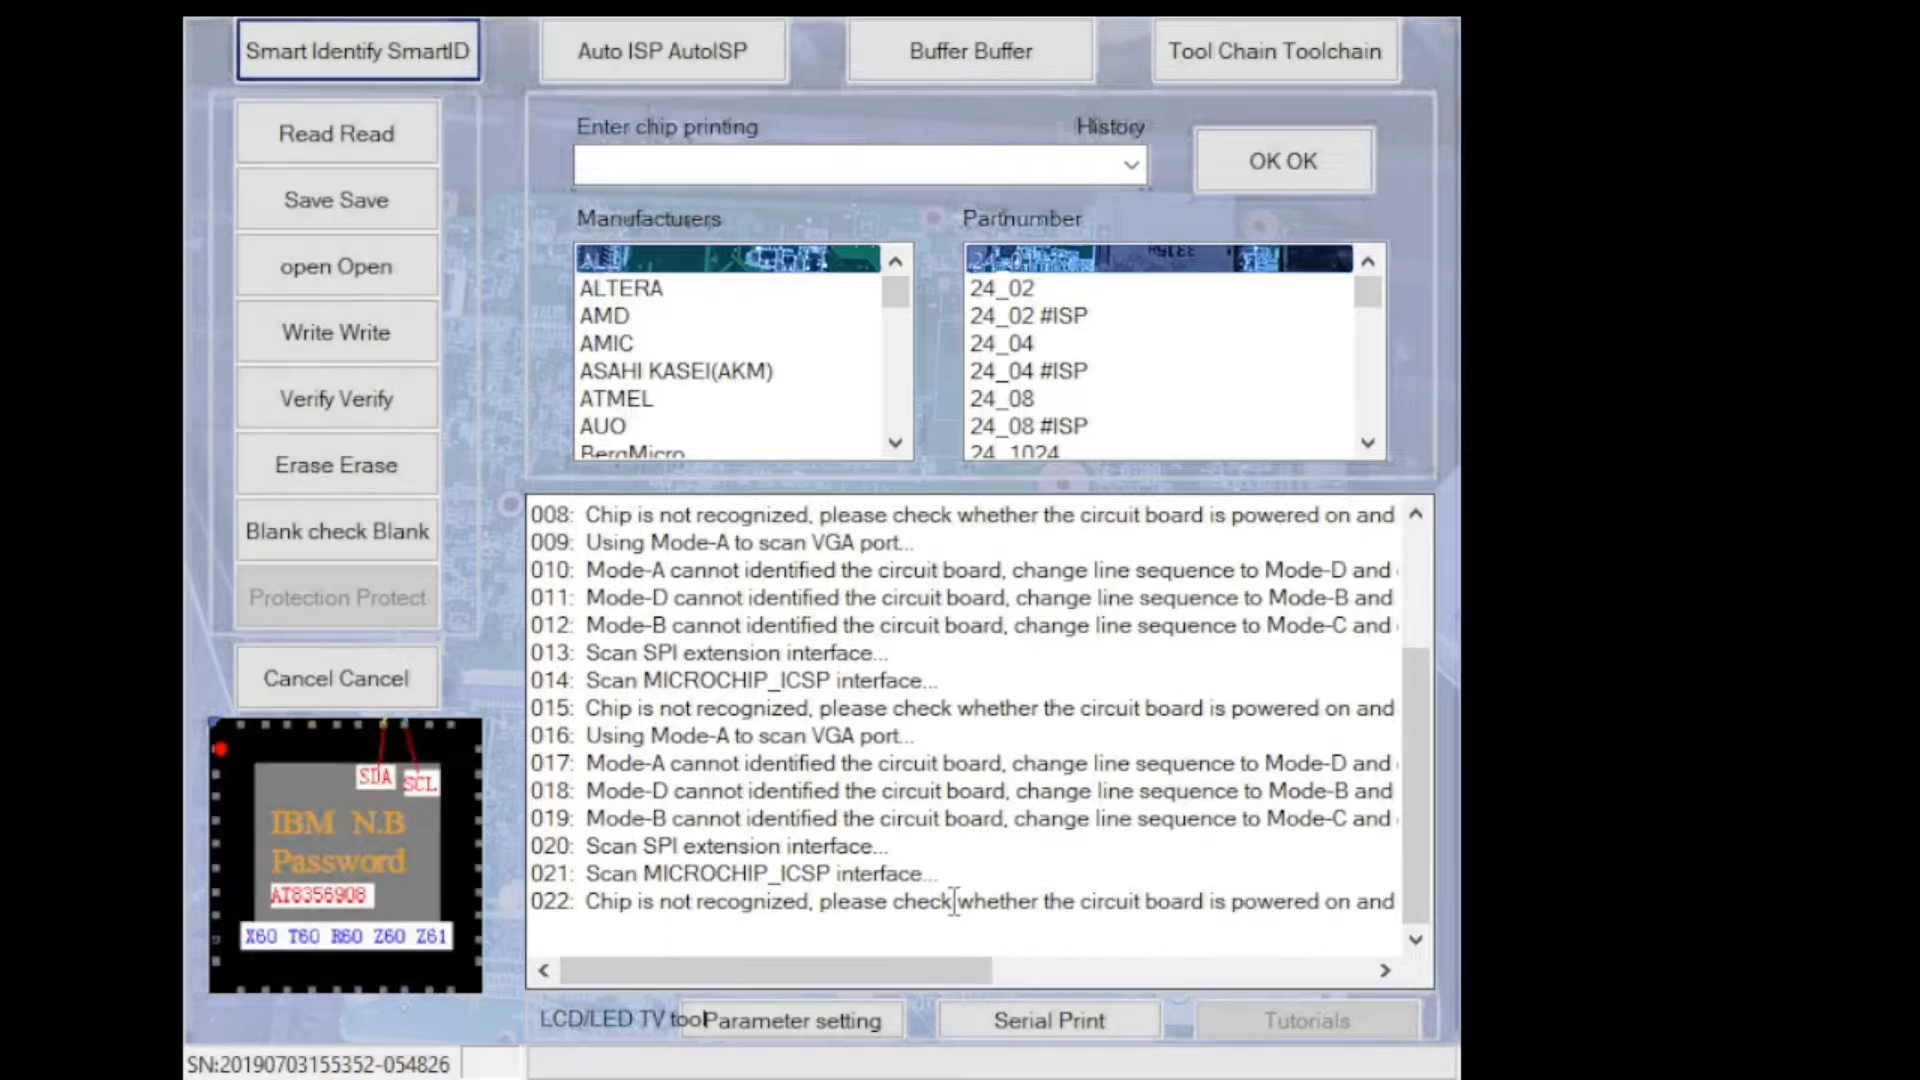 Smart Identify SmartID
Auto ISP AutoISP
Buffer Buffer
Tool Chain Toolchain
Read Read
Save Save
open Open
Write Write
Verify Verify
Erase Erase
Blank check Blank
Protection Protect
Cancel Cancel
Enter chip printing
History
OK OK
Manufacturers
ALL
ALTERA
AMD
AMIC
ASAHI KASEI(AKM)
ATMEL
AUO
BergMicro
Partnumber
24_02
24_02 #ISP
24_04
24_04 #ISP
24_08
24_08 #ISP
24_1024
008: Chip is not recognized, please check whether the circuit board is powered on and
009: Using Mode-A to scan VGA port...
010: Mode-A cannot identified the circuit board, change line sequence to Mode-D and
011: Mode-D cannot identified the circuit board, change line sequence to Mode-B and
012: Mode-B cannot identified the circuit board, change line sequence to Mode-C and
013: Scan SPI extension interface...
014: Scan MICROCHIP_ICSP interface...
015: Chip is not recognized, please check whether the circuit board is powered on and
016: Using Mode-A to scan VGA port...
017: Mode-A cannot identified the circuit board, change line sequence to Mode-D and
018: Mode-D cannot identified the circuit board, change line sequence to Mode-B and
019: Mode-B cannot identified the circuit board, change line sequence to Mode-C and
020: Scan SPI extension interface...
021: Scan MICROCHIP_ICSP interface...
022: Chip is not recognized, please check whether the circuit board is powered on and
SDA
SCL
IBM N.B
Password
AT8356908
X60 T60 R60 Z60 Z61
LCD/LED TV tool
Parameter setting
Serial Print
Tutorials
SN:20190703155352-054826